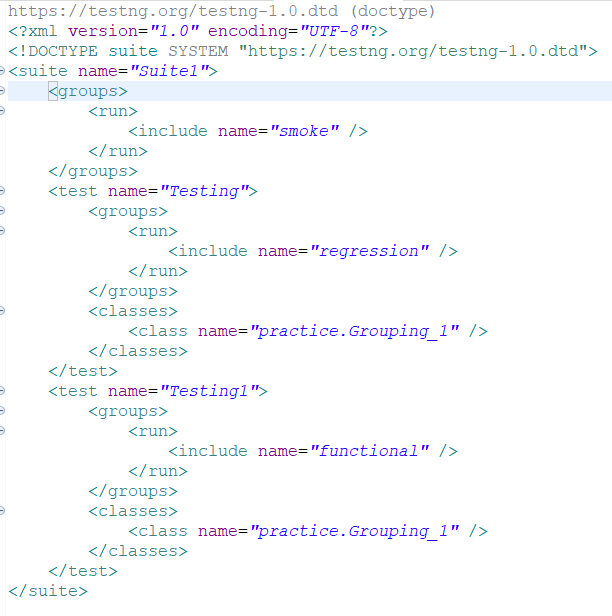 https://testng.org/testng-1.0.dtd (doctype)
<?xml version="1.0" encoding="UTF-8"?>
<!DOCTYPE suite SYSTEM "https://testng.org/testng-1.0.dtd">
<suite name="Suite1">
    <groups>
        <run>
            <include name="smoke" />
        </run>
    </groups>
    <test name="Testing">
        <groups>
            <run>
                <include name="regression" />
            </run>
        </groups>
        <classes>
            <class name="practice.Grouping_1" />
        </classes>
    </test>
    <test name="Testing1">
        <groups>
            <run>
                <include name="functional" />
            </run>
        </groups>
        <classes>
            <class name="practice.Grouping_1" />
        </classes>
    </test>
</suite>